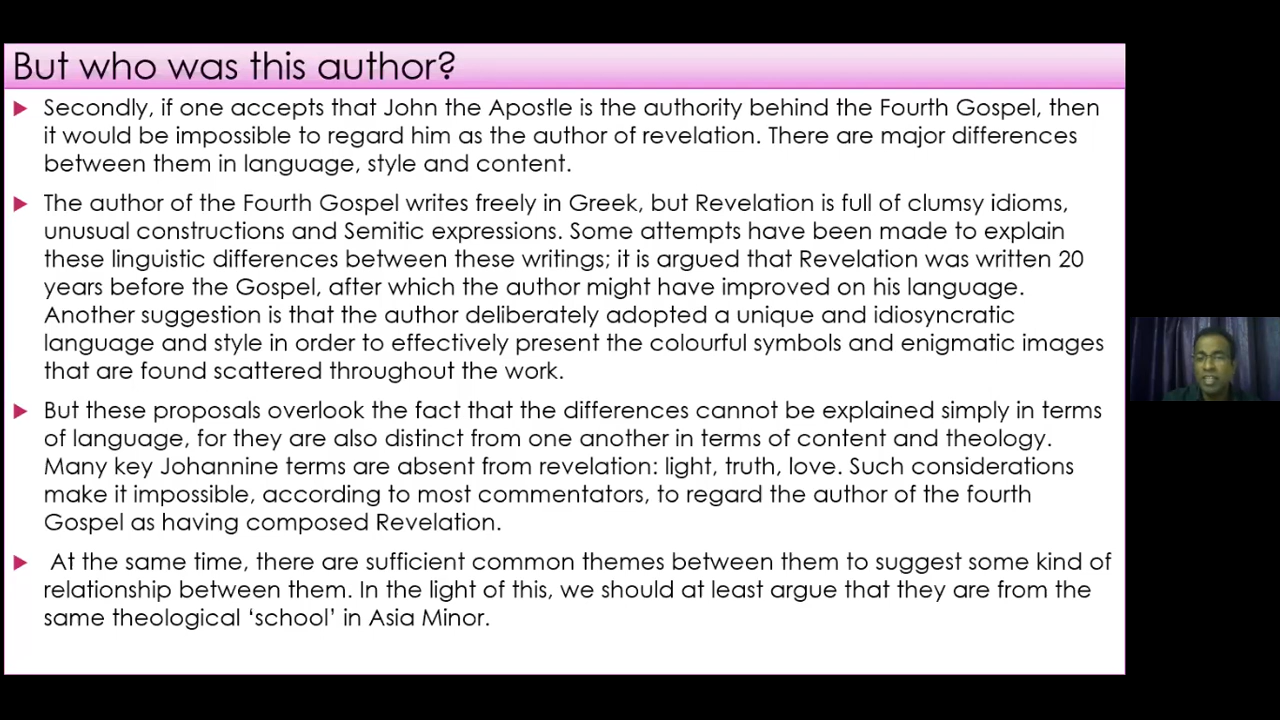 But who was this author?
Secondly, if one accepts that John the Apostle is the authority behind the Fourth Gospel, then
it would be impossible to regard him as the author of revelation. There are major differences
between them in language, style and content.
The author of the Fourth Gospel writes freely in Greek, but Revelation is full of clumsy idioms,
unusual constructions and Semitic expressions. Some attempts have been made to explain
these linguistic differences between these writings; it is argued that Revelation was written 20
years before the Gospel, after which the author might have improved on his language.
Another suggestion is that the author deliberately adopted a unique and idiosyncratic
language and style in order to effectively present the colourful symbols and enigmatic images
that are found scattered throughout the work.
But these proposals overlook the fact that the differences cannot be explained simply in terms
of language, for they are also distinct from one another in terms of content and theology.
Many key Johannine terms are absent from revelation: light, truth, love. Such considerations
make it impossible, according to most commentators, to regard the author of the fourth
Gospel as having composed Revelation.
At the same time, there are sufficient common themes between them to suggest some kind of
relationship between them. In the light of this, we should at least argue that they are from the
same theological ‘school’ in Asia Minor.